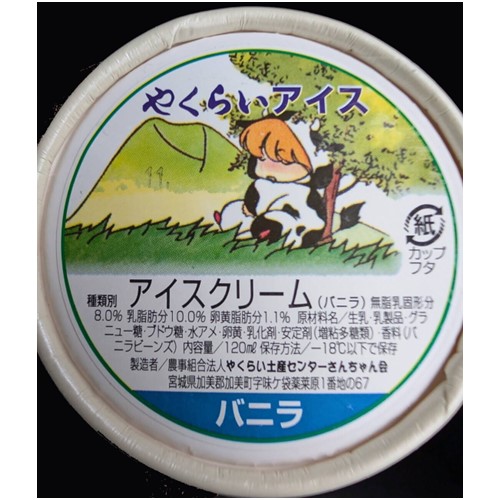 やくらいアイス
紙
カップ
フタ
種類別 アイスクリーム（バニラ）無脂乳固形分
8.0% 乳脂肪分10.0% 卵黄脂肪分1.1% 原材料名／生乳・乳製品・グラ
ニュー糖・ブドウ糖・水アメ・卵黄・乳化剤・安定剤（増粘多糖類）・香料（バ
ニラビーンズ）内容量／120㎖ 保存方法／－18℃以下で保存
製造者／農事組合法人やくらい土産センターさんちゃん会
宮城県加美郡加美町字味ケ袋薬莱原1番地の67
バニラ